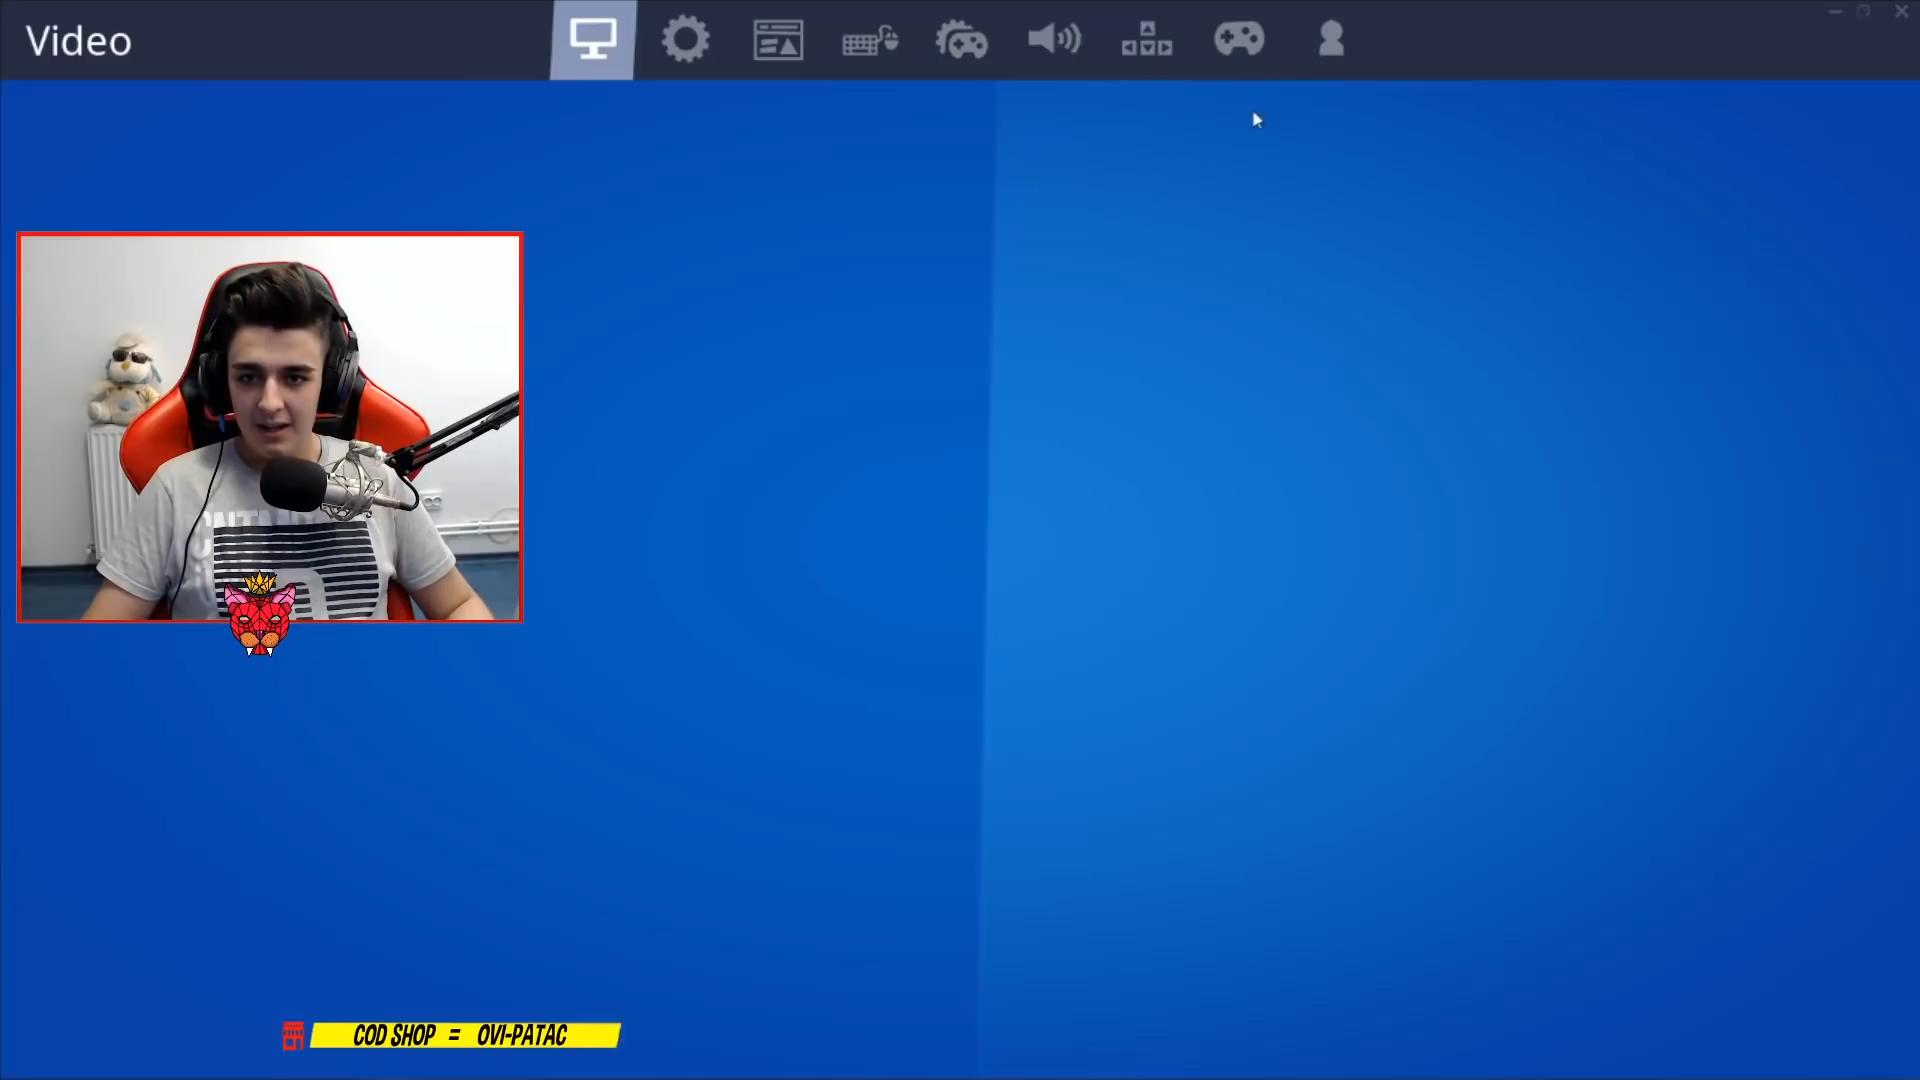 Video
COD SHOP = OVI-PATAC